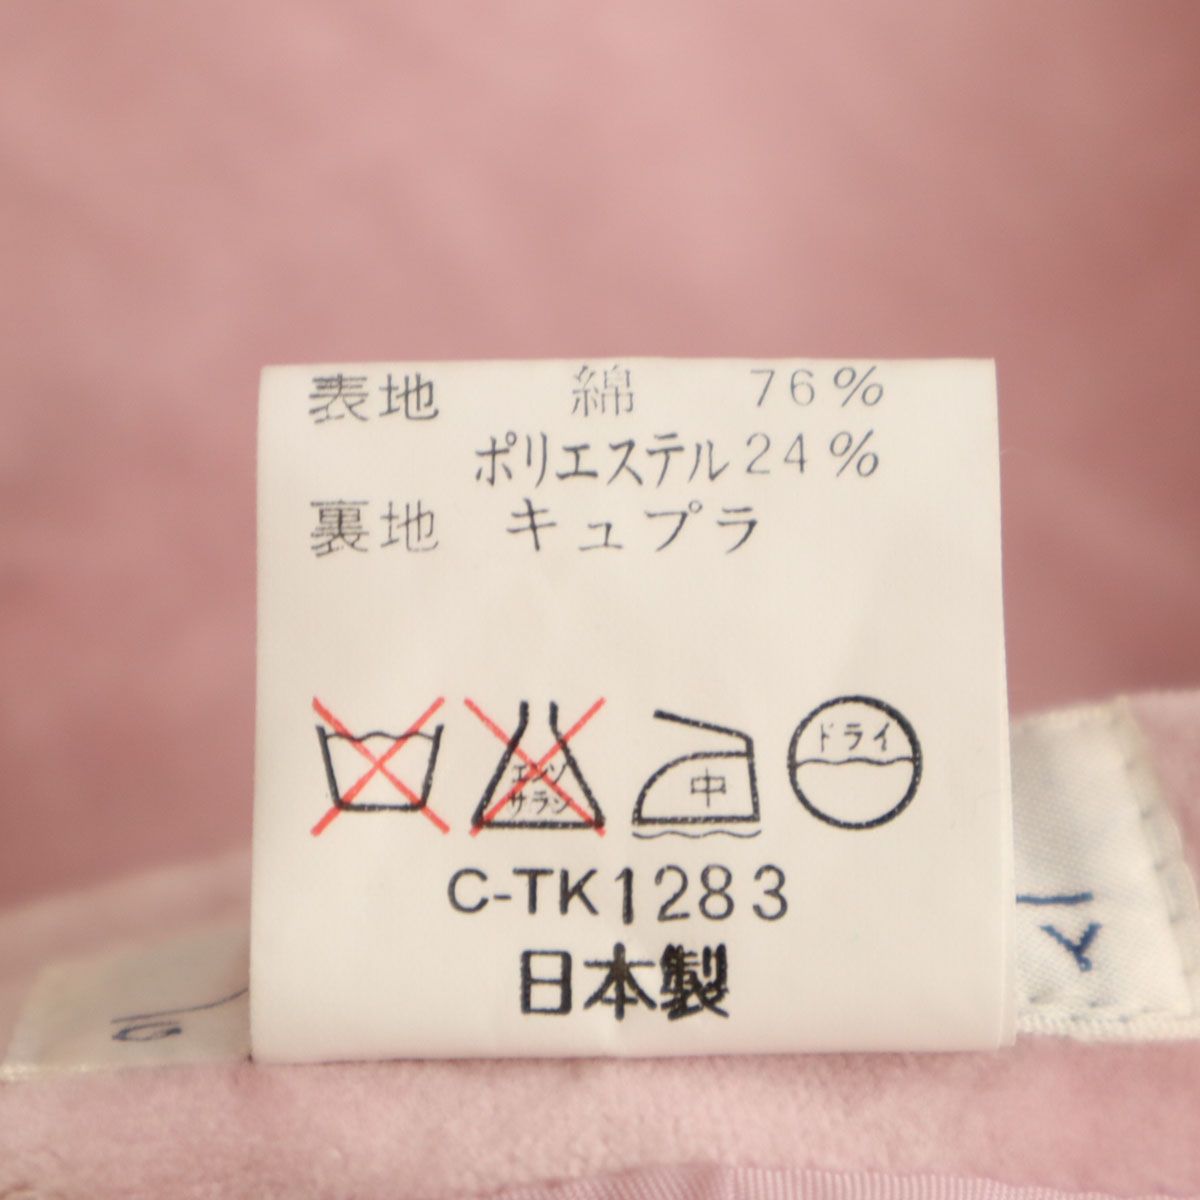 表地 綿 76%
ポリエステル 24%
裏地 キュプラ
エンソ サラシ 中 ドライ
C-TK1283
日本製